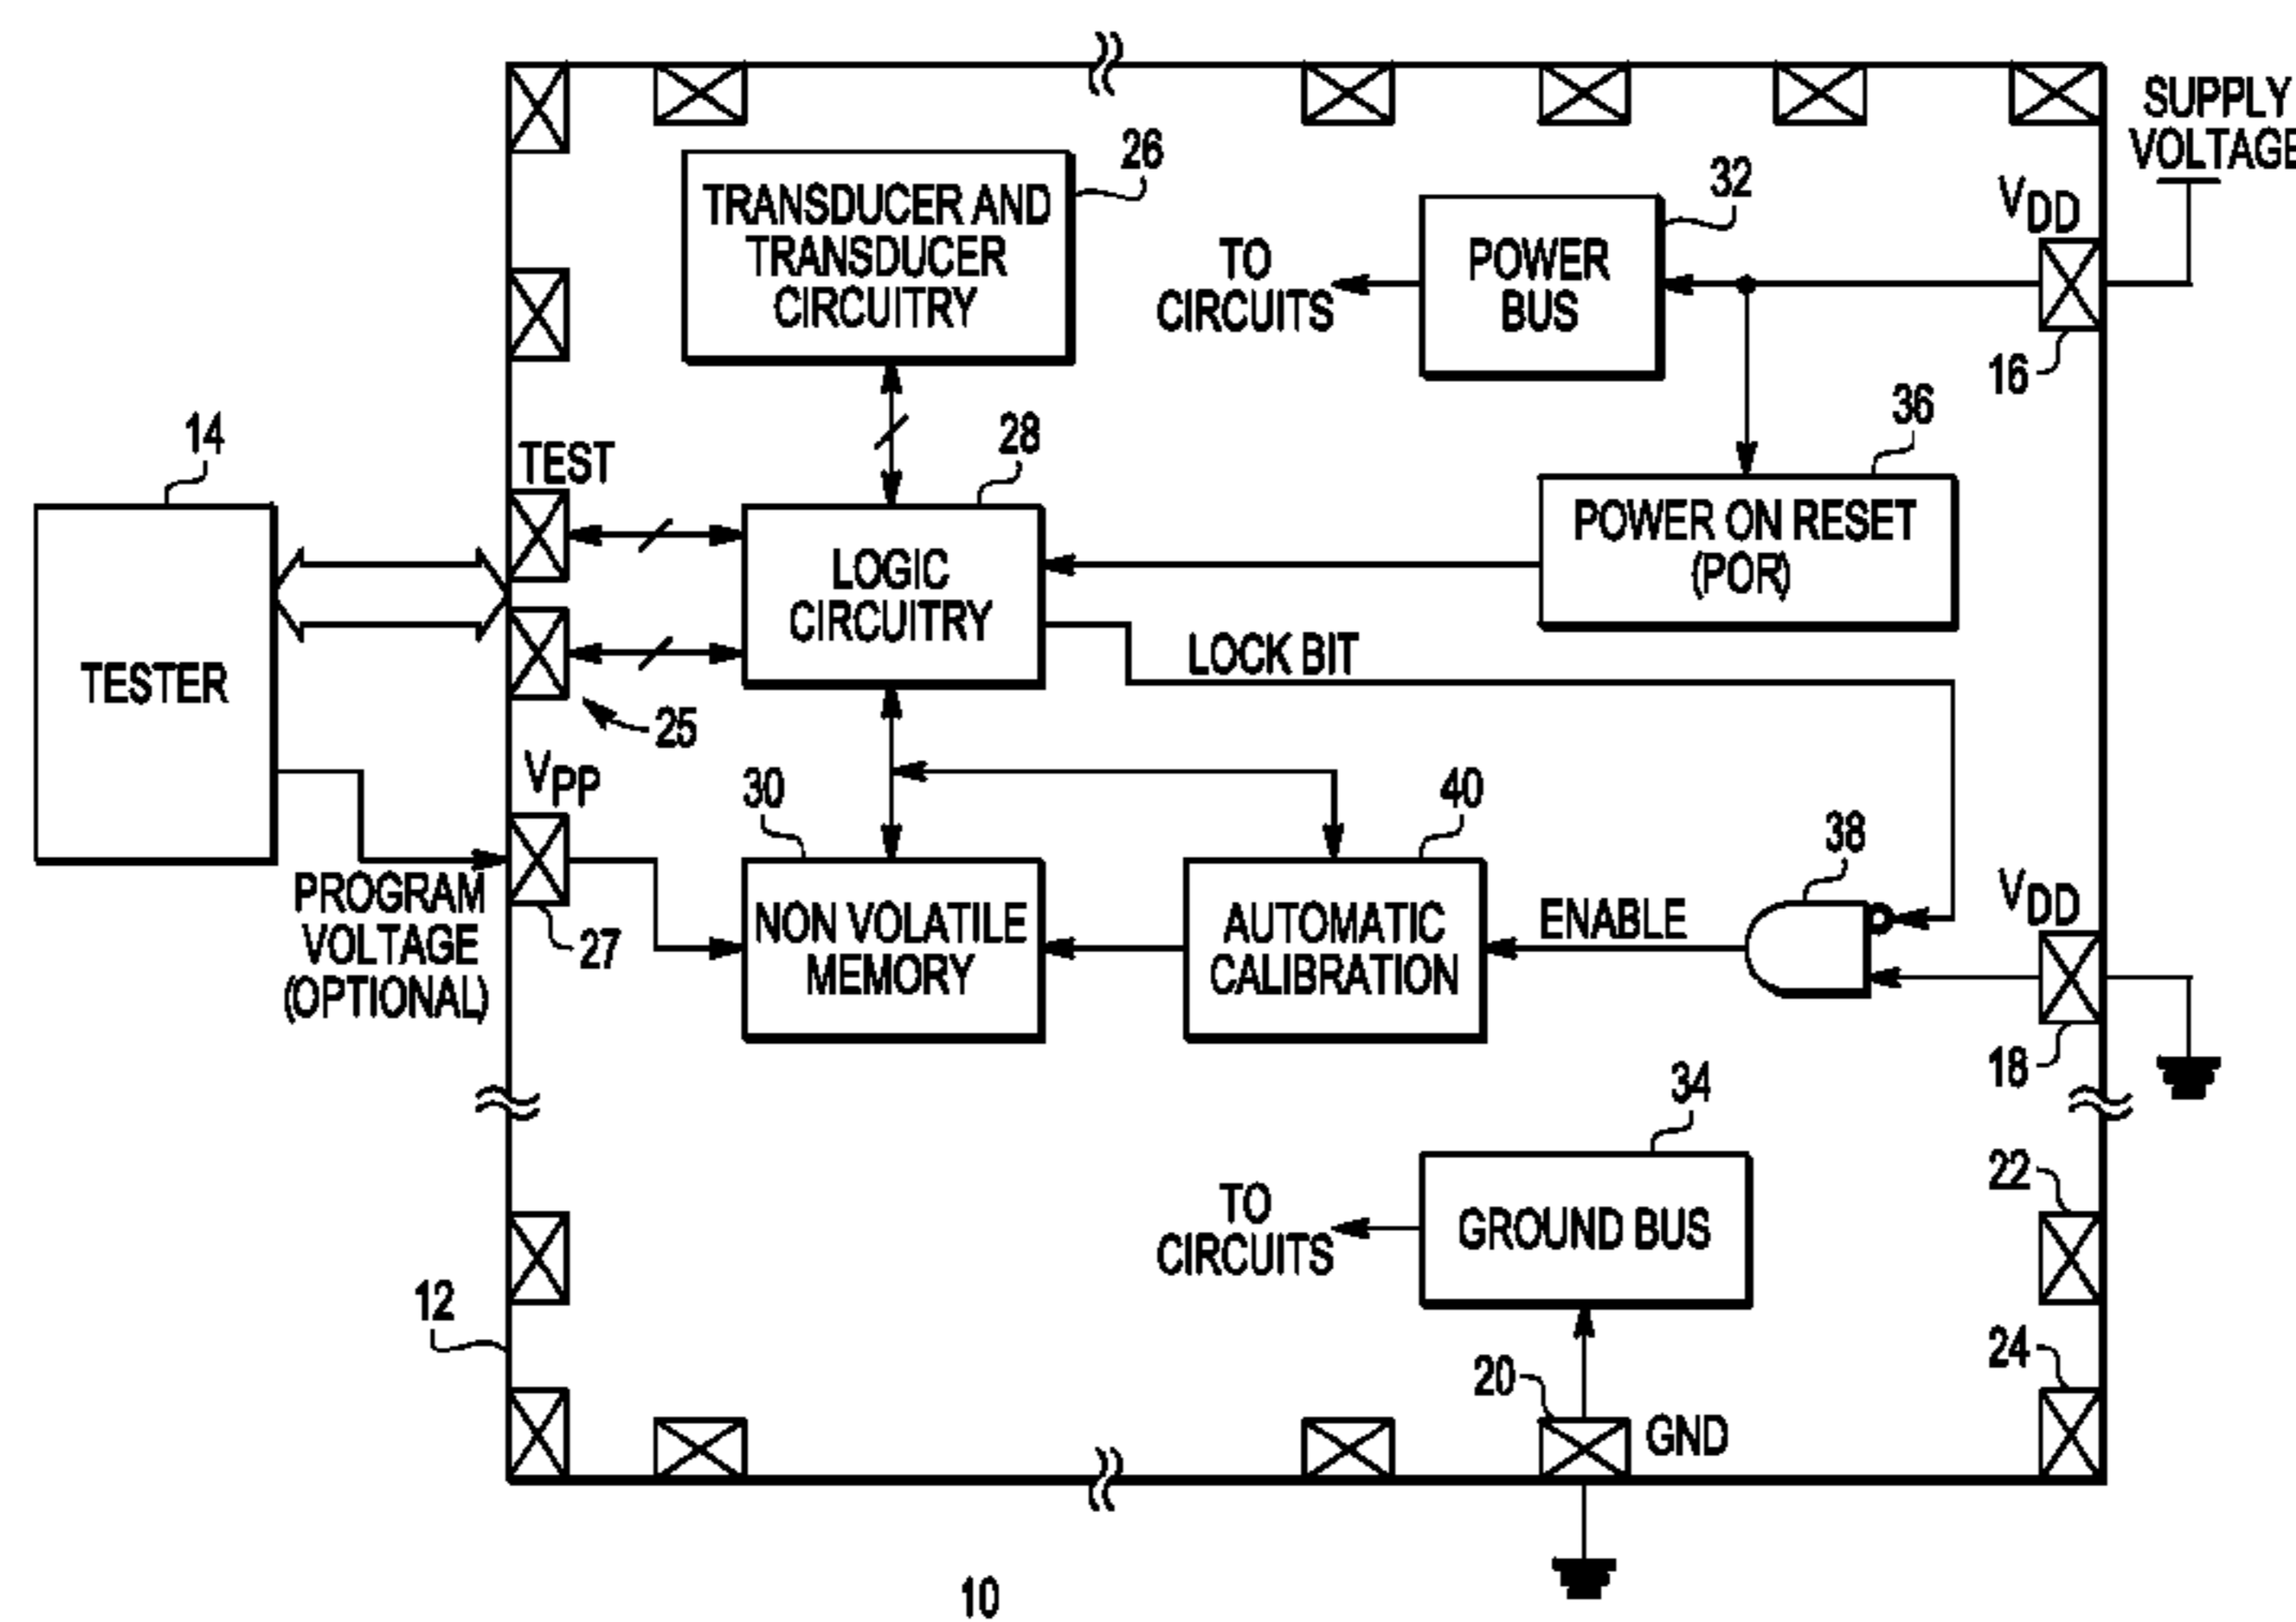 SUPPLY
VOLTAGE
TRANSDUCER AND
TRANSDUCER
CIRCUITRY
26
TO
CIRCUITS
POWER
BUS
32
VDD
16
14
TESTER
TEST
25
28
LOGIC
CIRCUITRY
36
POWER ON RESET
(POR)
LOCK BIT
VPP
27
PROGRAM
VOLTAGE
(OPTIONAL)
30
NON VOLATILE
MEMORY
40
AUTOMATIC
CALIBRATION
ENABLE
38
VDD
18
34
TO
CIRCUITS
GROUND BUS
22
24
12
20
GND
10